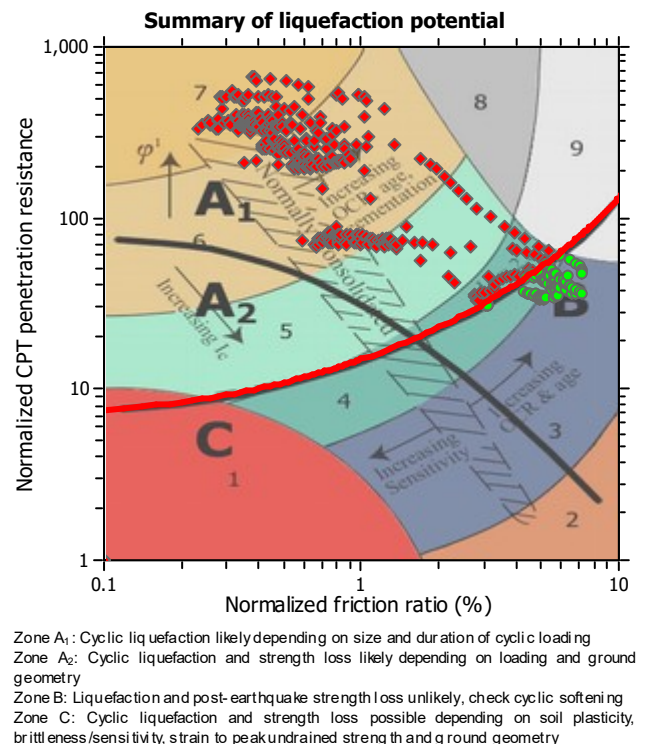 Summary of liquefaction potential
Normalized CPT penetration resistance
1,000
100
10
1
0.1
1
10
Normalized friction ratio (%)
7
8
9
φ'
A1
6
A2
5
4
C
1
B
3
2
Increasing
OCR, age,
cementation
Normally Consolidated
Increasing Ic
Increasing
OCR & age
Increasing
Sensitivity
Zone A1: Cyclic liquefaction likely depending on size and duration of cyclic loading
Zone A2: Cyclic liquefaction and strength loss likely depending on loading and ground
geometry
Zone B: Liquefaction and post-earthquake strength loss unlikely, check cyclic softening
Zone C: Cyclic liquefaction and strength loss possible depending on soil plasticity,
brittleness/sensitivity, strain to peak undrained strength and ground geometry